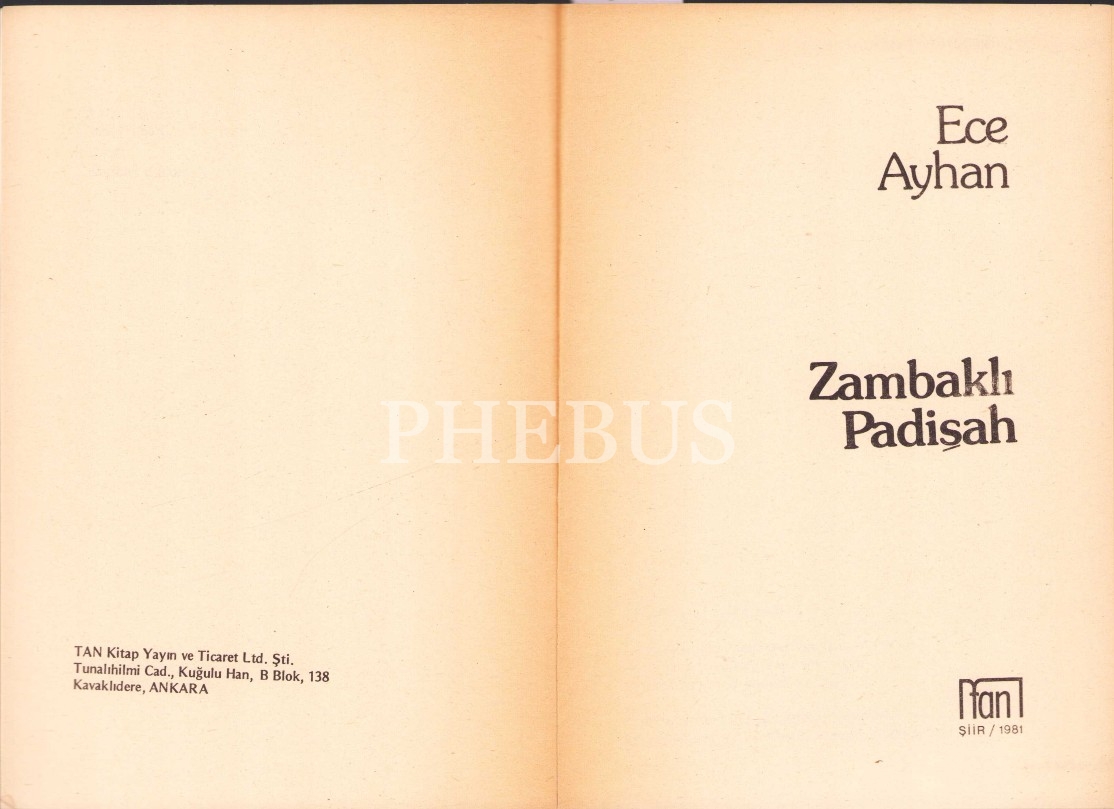 TAN Kitap Yayın ve Ticaret Ltd. Şti.
Tunalıhilmi Cad., Kuğulu Han, B Blok, 138
Kavaklıdere, ANKARA
Ece
Ayhan
Zambaklı
Padişah
PHEBUS
tan
ŞİİR / 1981